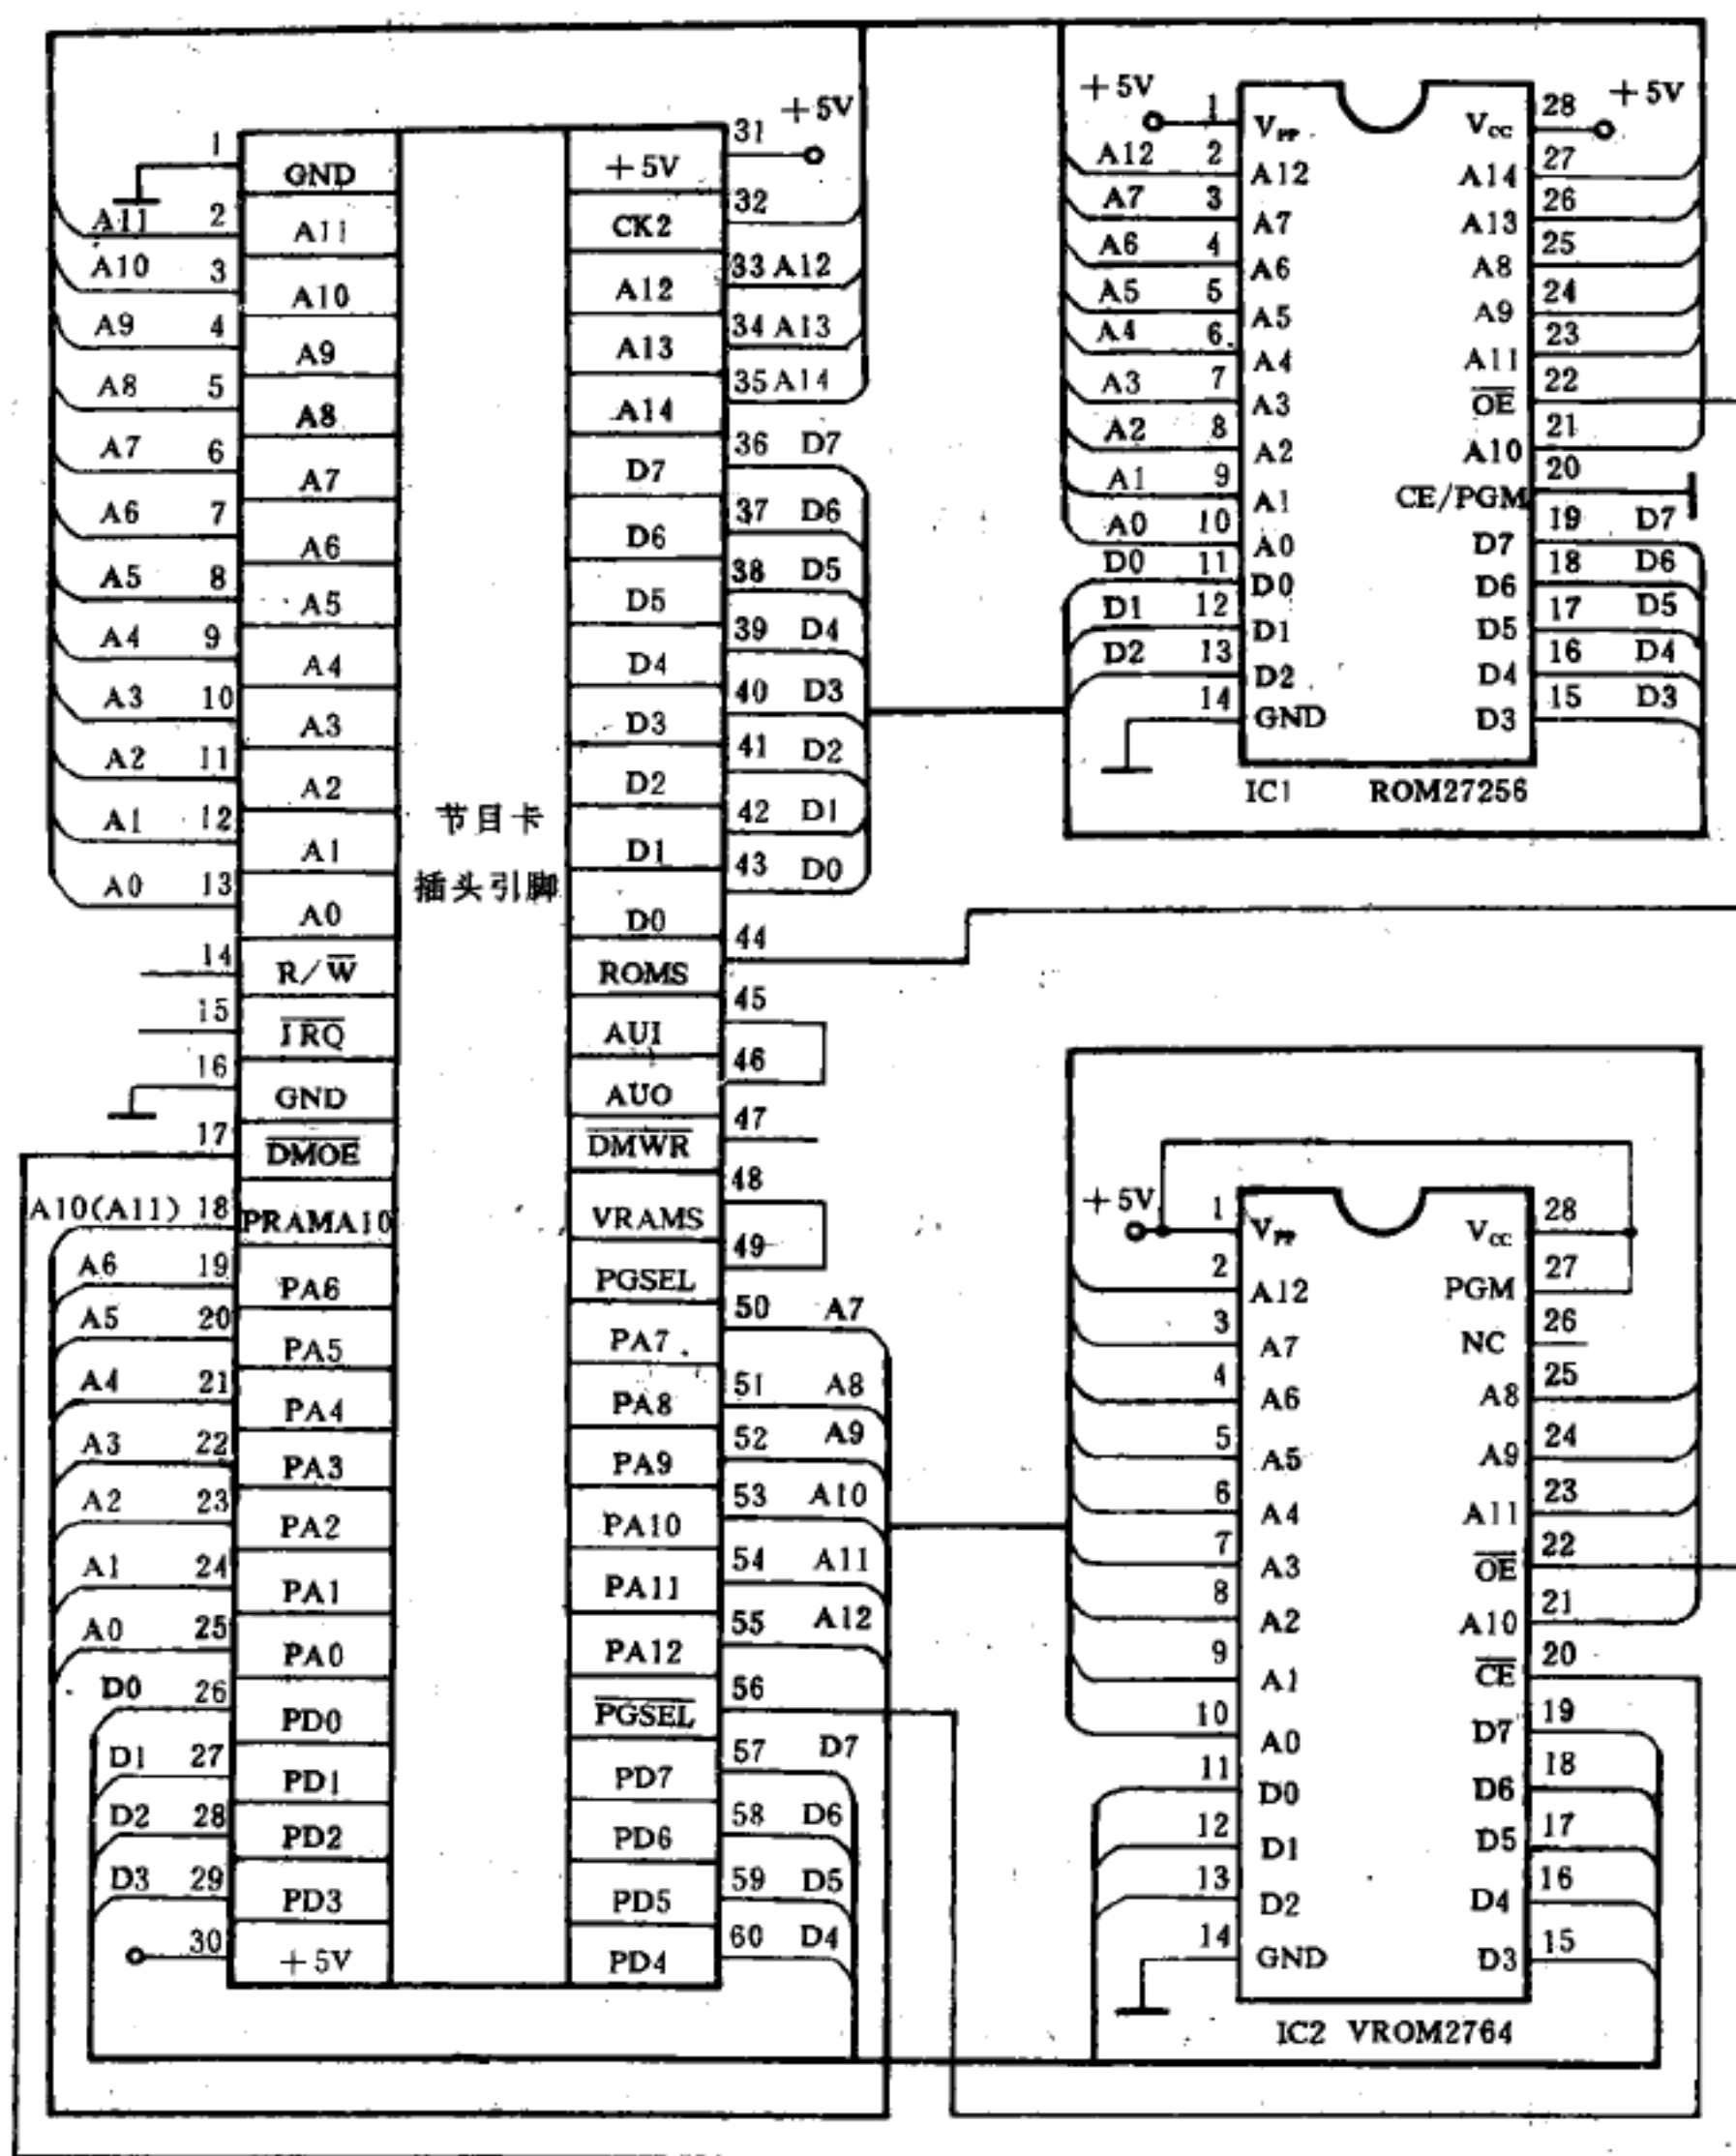 +5V
1 GND
A11 2 A11
A10 3 A10
A9 4 A9
A8 5 A8
A7 6 A7
A6 7 A6
A5 8 A5
A4 9 A4
A3 10 A3
A2 11 A2
A1 12 A1
A0 13 A0
14 R/W̅
15 I̅R̅Q̅
16 GND
17 D̅M̅O̅E̅
A10(A11) 18 PRAMA10
A6 19 PA6
A5 20 PA5
A4 21 PA4
A3 22 PA3
A2 23 PA2
A1 24 PA1
A0 25 PA0
D0 26 PD0
D1 27 PD1
D2 28 PD2
D3 29 PD3
30 +5V
节目卡
插头引脚
+5V 31
CK2 32
A12 33 A12
A13 34 A13
A14 35 A14
D7 36 D7
D6 37 D6
D5 38 D5
D4 39 D4
D3 40 D3
D2 41 D2
D1 42 D1
D0 43 D0
ROMS 44
AUI 45
AUO 46
D̅M̅W̅R̅ 47
VRAMS 48
PGSEL 49
PA7 50 A7
PA8 51 A8
PA9 52 A9
PA10 53 A10
PA11 54 A11
PA12 55 A12
P̅G̅S̅E̅L̅ 56
PD7 57 D7
PD6 58 D6
PD5 59 D5
PD4 60 D4
+5V 1 VPP
A12 2 A12
A7 3 A7
A6 4 A6
A5 5 A5
A4 6 A4
A3 7 A3
A2 8 A2
A1 9 A1
A0 10 A0
D0 11 D0
D1 12 D1
D2 13 D2
14 GND
VCC 28 +5V
A14 27
A13 26
A8 25
A9 24
A11 23
O̅E̅ 22
A10 21
CE/PGM 20
D7 19 D7
D6 18 D6
D5 17 D5
D4 16 D4
D3 15 D3
IC1 ROM27256
+5V 1 VPP
2 A12
3 A7
4 A6
5 A5
6 A4
7 A3
8 A2
9 A1
10 A0
11 D0
12 D1
13 D2
14 GND
VCC 28
PGM 27
NC 26
A8 25
A9 24
A11 23
O̅E̅ 22
A10 21
C̅E̅ 20
D7 19
D6 18
D5 17
D4 16
D3 15
IC2 VROM2764